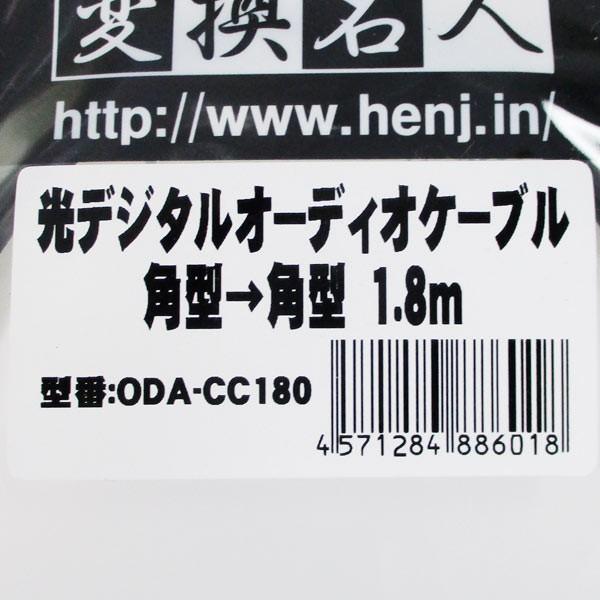 変換名人
http://www.henj.in/
光デジタルオーディオケーブル
角型→角型 1.8m
型番:ODA-CC180
4571284886018